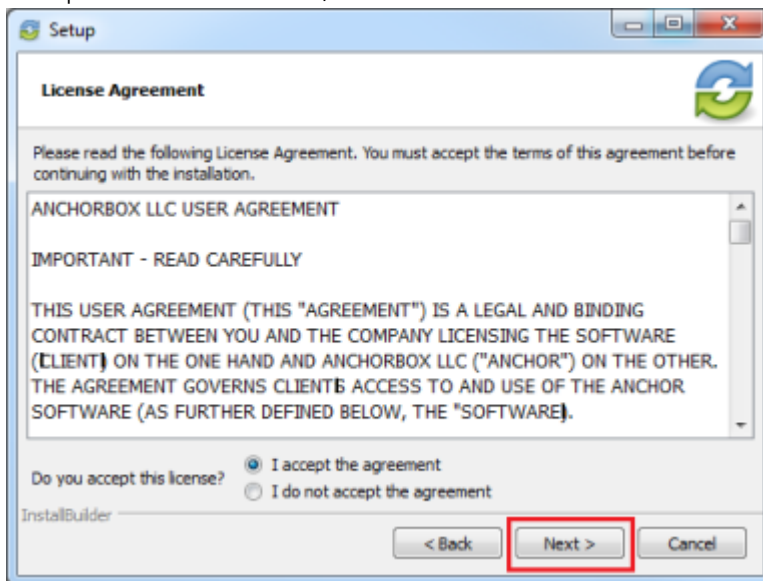 Setup
License Agreement
Please read the following License Agreement. You must accept the terms of this agreement before
continuing with the installation.
ANCHORBOX LLC USER AGREEMENT
IMPORTANT - READ CAREFULLY
THIS USER AGREEMENT (THIS "AGREEMENT") IS A LEGAL AND BINDING
CONTRACT BETWEEN YOU AND THE COMPANY LICENSING THE SOFTWARE
(CLIENT) ON THE ONE HAND AND ANCHORBOX LLC ("ANCHOR") ON THE OTHER.
THE AGREEMENT GOVERNS CLIENTS ACCESS TO AND USE OF THE ANCHOR
SOFTWARE (AS FURTHER DEFINED BELOW, THE "SOFTWARE).
Do you accept this license?
I accept the agreement
I do not accept the agreement
InstallBuilder
< Back Next > Cancel